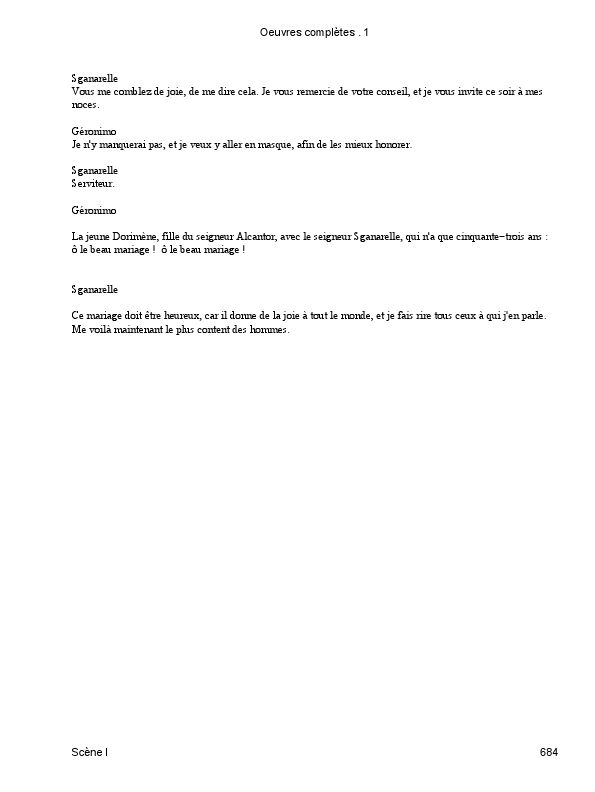 Oeuvres complètes . 1
Sganarelle
Vous me comblez de joie, de me dire cela. Je vous remercie de votre conseil, et je vous invite ce soir à mes
noces.
Géronimo
Je n'y manquerai pas, et je veux y aller en masque, afin de les mieux honorer.
Sganarelle
Serviteur.
Géronimo
La jeune Dorimène, fille du seigneur Alcantor, avec le seigneur Sganarelle, qui n'a que cinquante−trois ans :
ô le beau mariage ! ô le beau mariage !
Sganarelle
Ce mariage doit être heureux, car il donne de la joie à tout le monde, et je fais rire tous ceux à qui j'en parle.
Me voilà maintenant le plus content des hommes.
Scène I
684